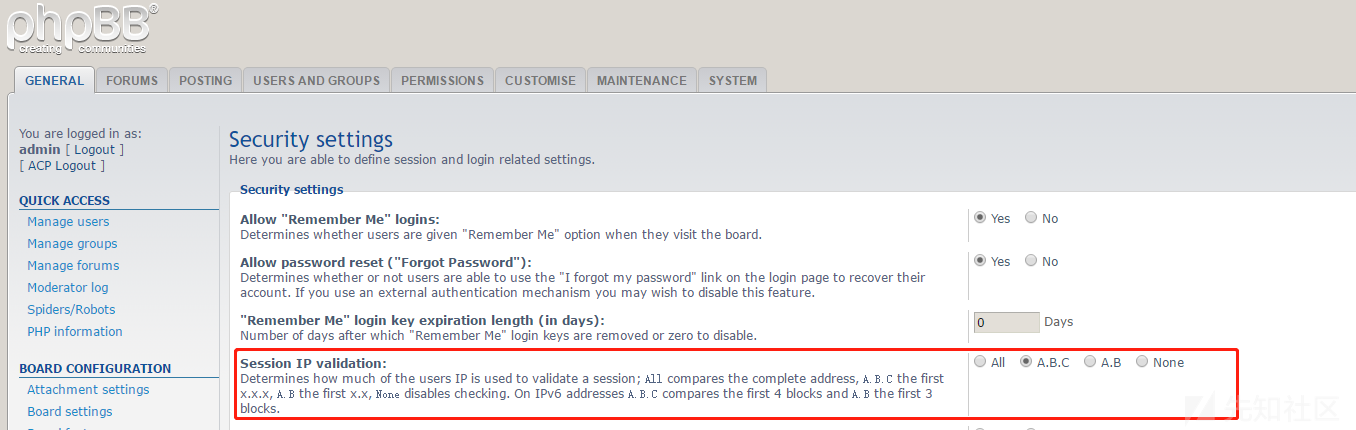 phpBB®
creating communities
GENERAL FORUMS POSTING USERS AND GROUPS PERMISSIONS CUSTOMISE MAINTENANCE SYSTEM
You are logged in as:
admin [ Logout ]
[ ACP Logout ]
QUICK ACCESS
Manage users
Manage groups
Manage forums
Moderator log
Spiders/Robots
PHP information
BOARD CONFIGURATION
Attachment settings
Board settings
Security settings
Here you are able to define session and login related settings.
Security settings
Allow "Remember Me" logins:
Determines whether users are given "Remember Me" option when they visit the board.
Yes No
Allow password reset ("Forgot Password"):
Determines whether or not users are able to use the "I forgot my password" link on the login page to recover their
account. If you use an external authentication mechanism you may wish to disable this feature.
Yes No
"Remember Me" login key expiration length (in days):
Number of days after which "Remember Me" login keys are removed or zero to disable.
0 Days
Session IP validation:
Determines how much of the users IP is used to validate a session; All compares the complete address, A.B.C the first
x.x.x, A.B the first x.x, None disables checking. On IPv6 addresses A.B.C compares the first 4 blocks and A.B the first 3
blocks.
All A.B.C A.B None
先知社区